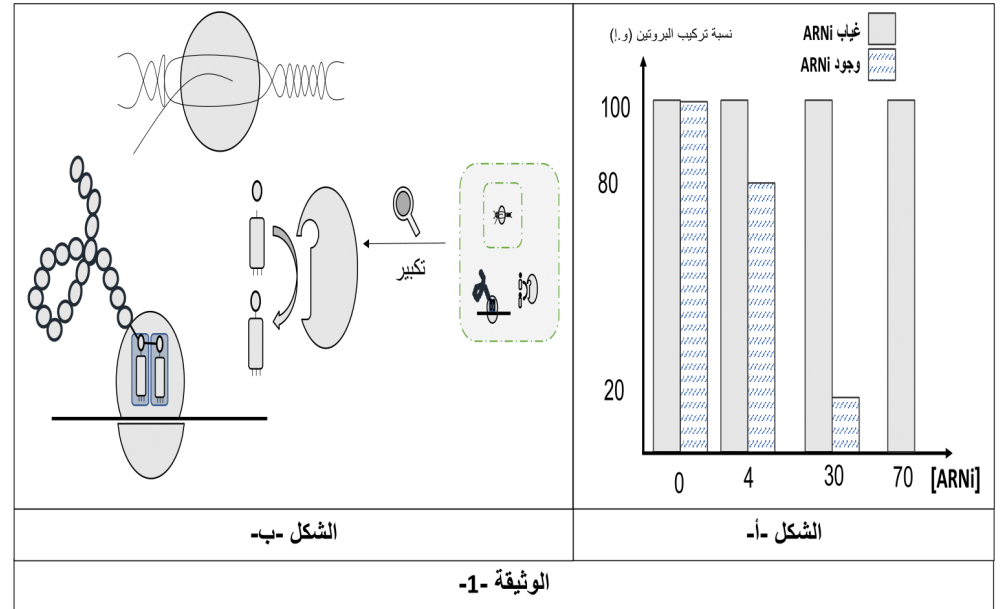 نسبة تركيب البروتين (و.إ)
غياب ARNi
وجود ARNi
100
80
20
0 4 30 70 [ARNi]
تكبير
الشكل -أ-
الشكل -ب-
الوثيقة -1-